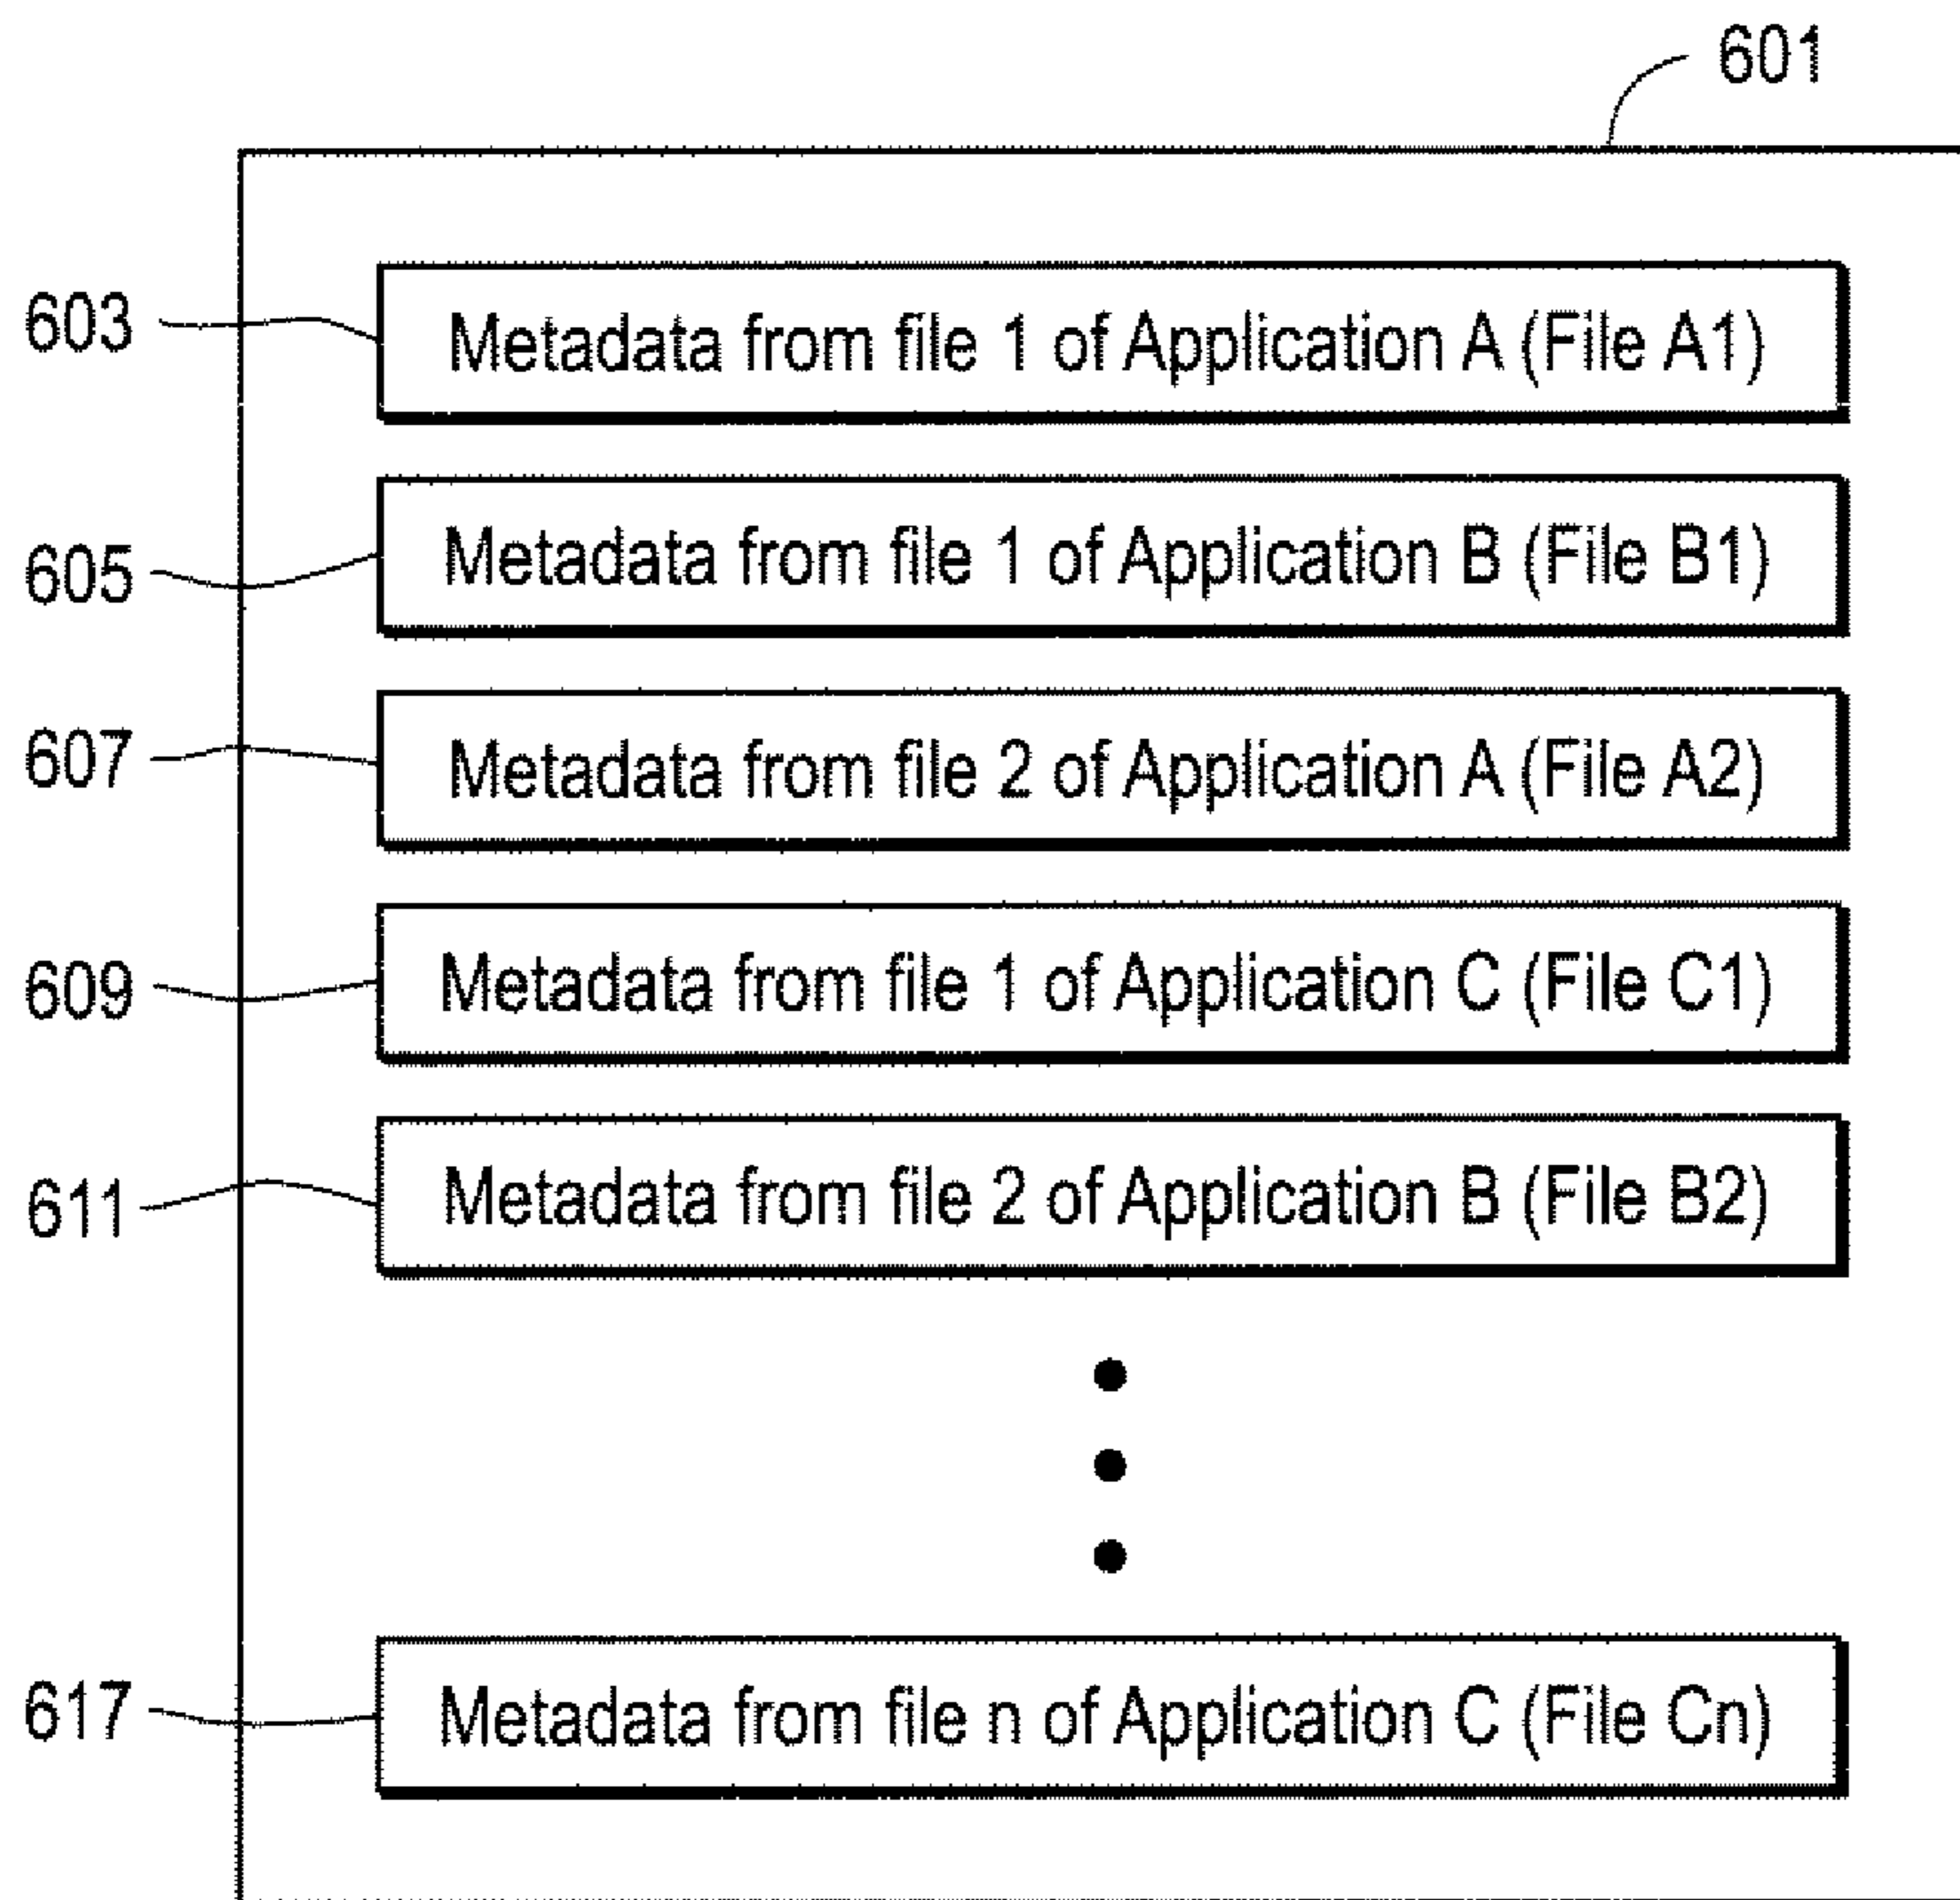 601
603 Metadata from file 1 of Application A (File A1)
605 Metadata from file 1 of Application B (File B1)
607 Metadata from file 2 of Application A (File A2)
609 Metadata from file 1 of Application C (File C1)
611 Metadata from file 2 of Application B (File B2)
617 Metadata from file n of Application C (File Cn)